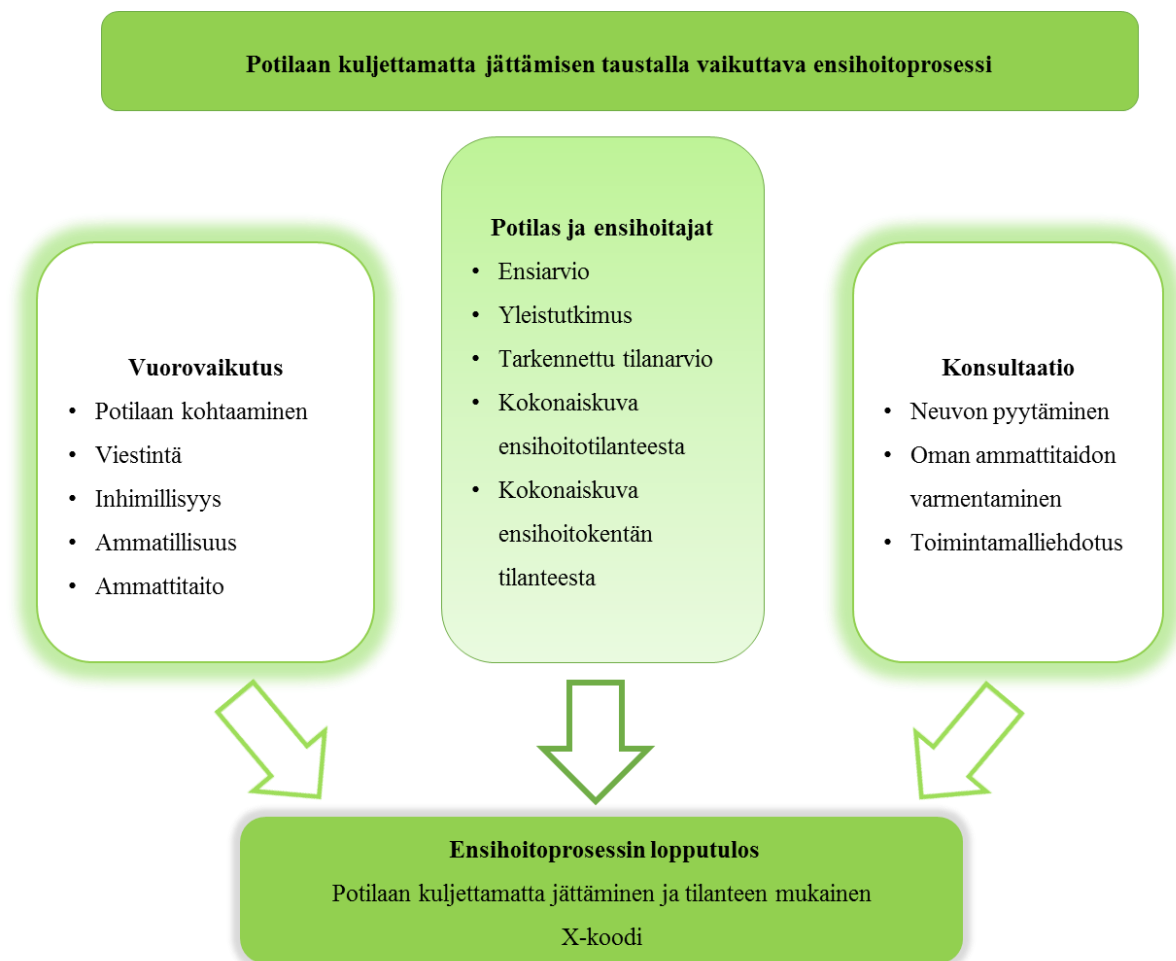 Potilaan kuljettamatta jättämisen taustalla vaikuttava ensihoitoprosessi
Vuorovaikutus
• Potilaan kohtaaminen
• Viestintä
• Inhimillisyys
• Ammatillisuus
• Ammattitaito
Potilas ja ensihoitajat
• Ensiarvio
• Yleistutkimus
• Tarkennettu tilanarvio
• Kokonaiskuva
ensihoitotilanteesta
• Kokonaiskuva
ensihoitokentän
tilanteesta
Konsultaatio
• Neuvon pyytäminen
• Oman ammattitaidon
varmentaminen
• Toimintamalliehdotus
Ensihoitoprosessin lopputulos
Potilaan kuljettamatta jättäminen ja tilanteen mukainen
X-koodi